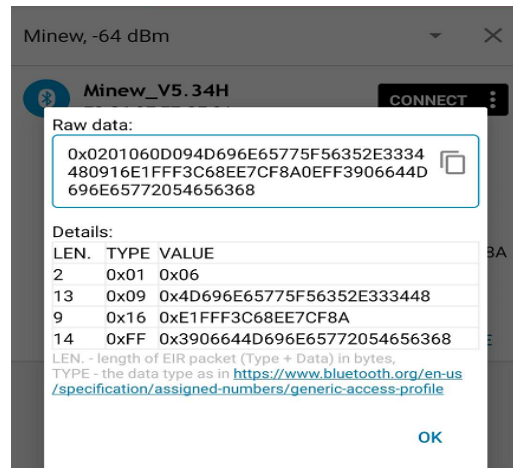 Minew, -64 dBm
Minew_V5.34H
CONNECT
Raw data:
0x0201060D094D696E65775F56352E3334
480916E1FFF3C68EE7CF8A0EFF3906644D
696E65772054656368
Details:
LEN. TYPE VALUE
2 0x01 0x06
13 0x09 0x4D696E65775F56352E333448
9 0x16 0xE1FFF3C68EE7CF8A
14 0xFF 0x3906644D696E65772054656368
LEN. - length of EIR packet (Type + Data) in bytes,
TYPE - the data type as in https://www.bluetooth.org/en-us
/specification/assigned-numbers/generic-access-profile
OK